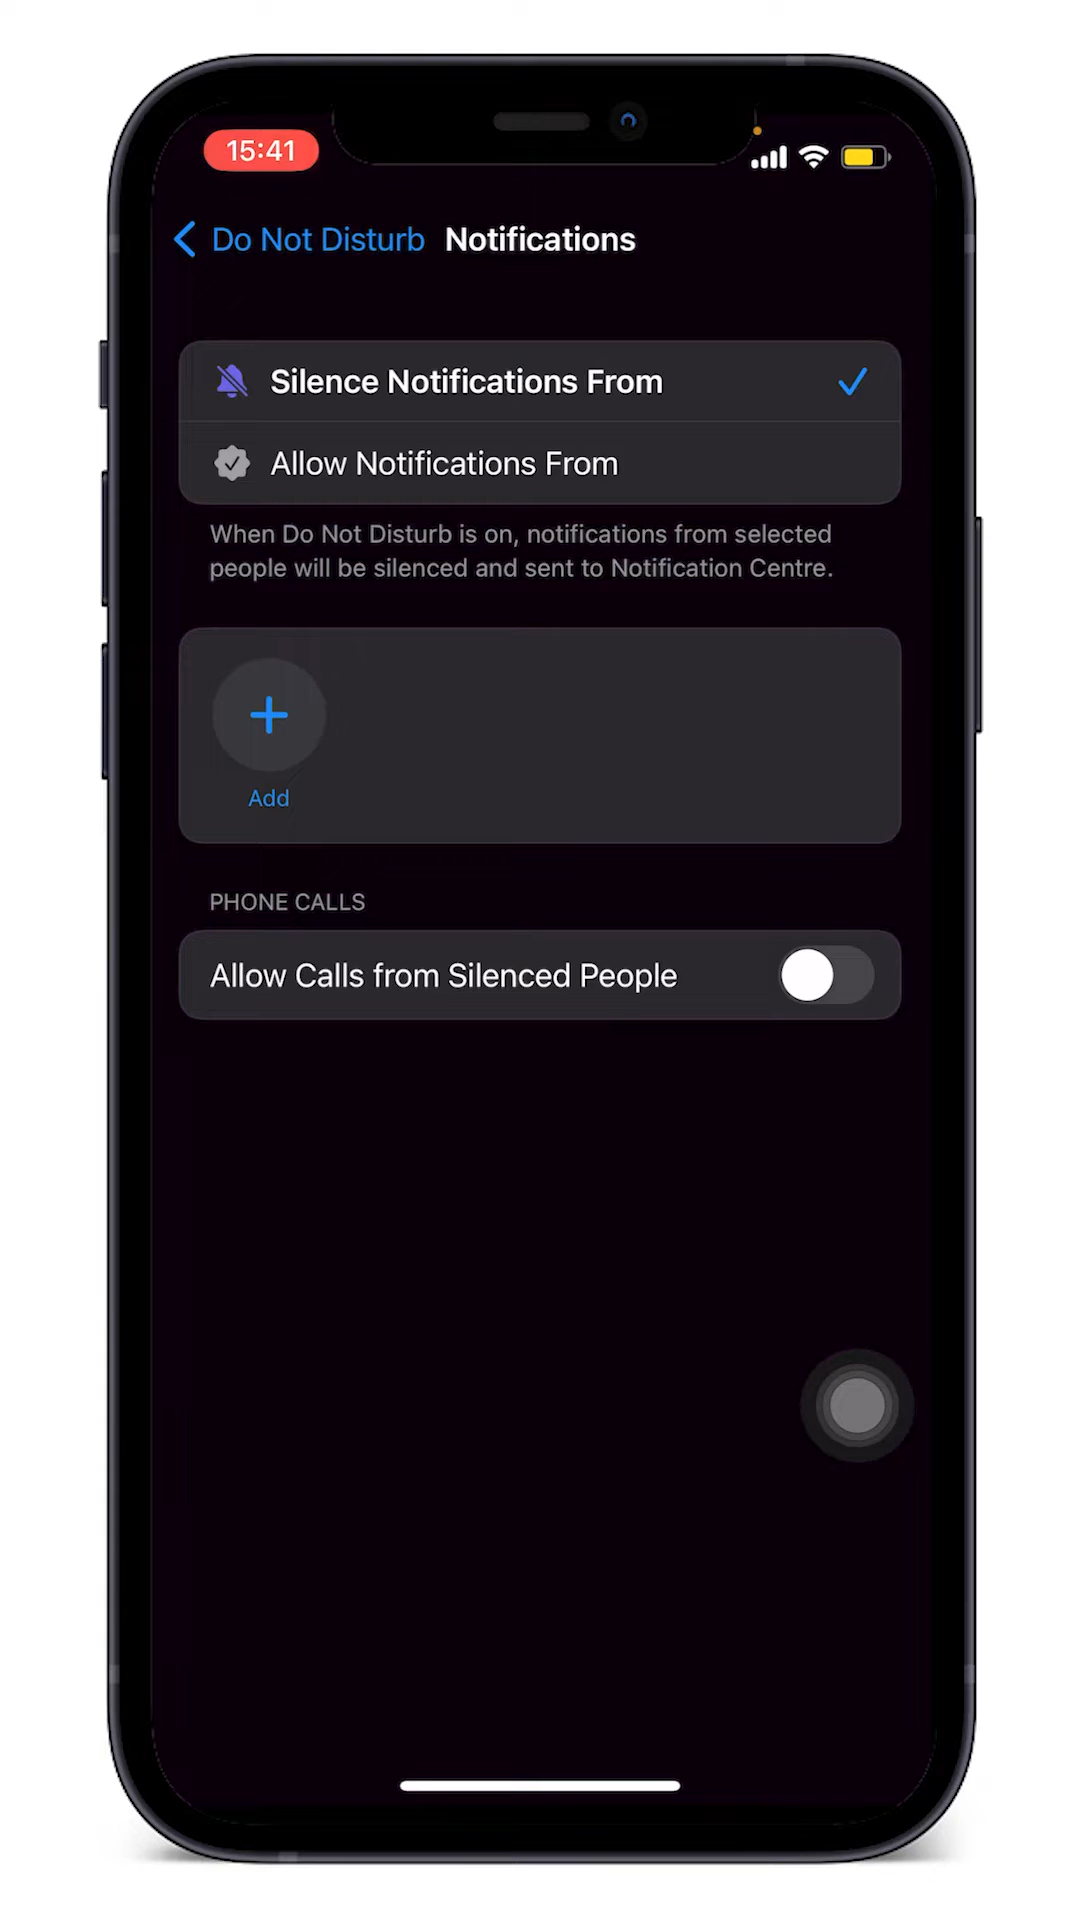 15:41
Do Not Disturb Notifications
Silence Notifications From
Allow Notifications From
When Do Not Disturb is on, notifications from selected
people will be silenced and sent to Notification Centre.
Add
PHONE CALLS
Allow Calls from Silenced People